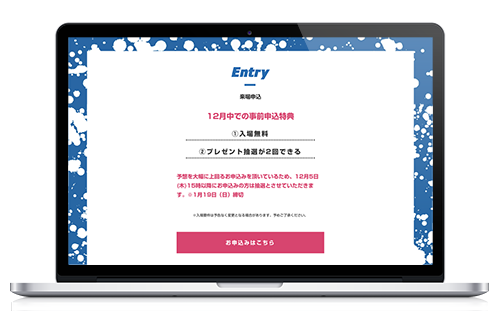 Entry
来場申込
12月中での事前申込特典
①入場無料
②プレゼント抽選が2回できる
予想を大幅に上回るお申込みを頂いているため、12月5日
(木)15時以降にお申込みの方は抽選とさせていただきま
す。※1月19日（日）締切
※入場無料は予告なく変更となる場合があります。予めご了承ください。
お申込みはこちら